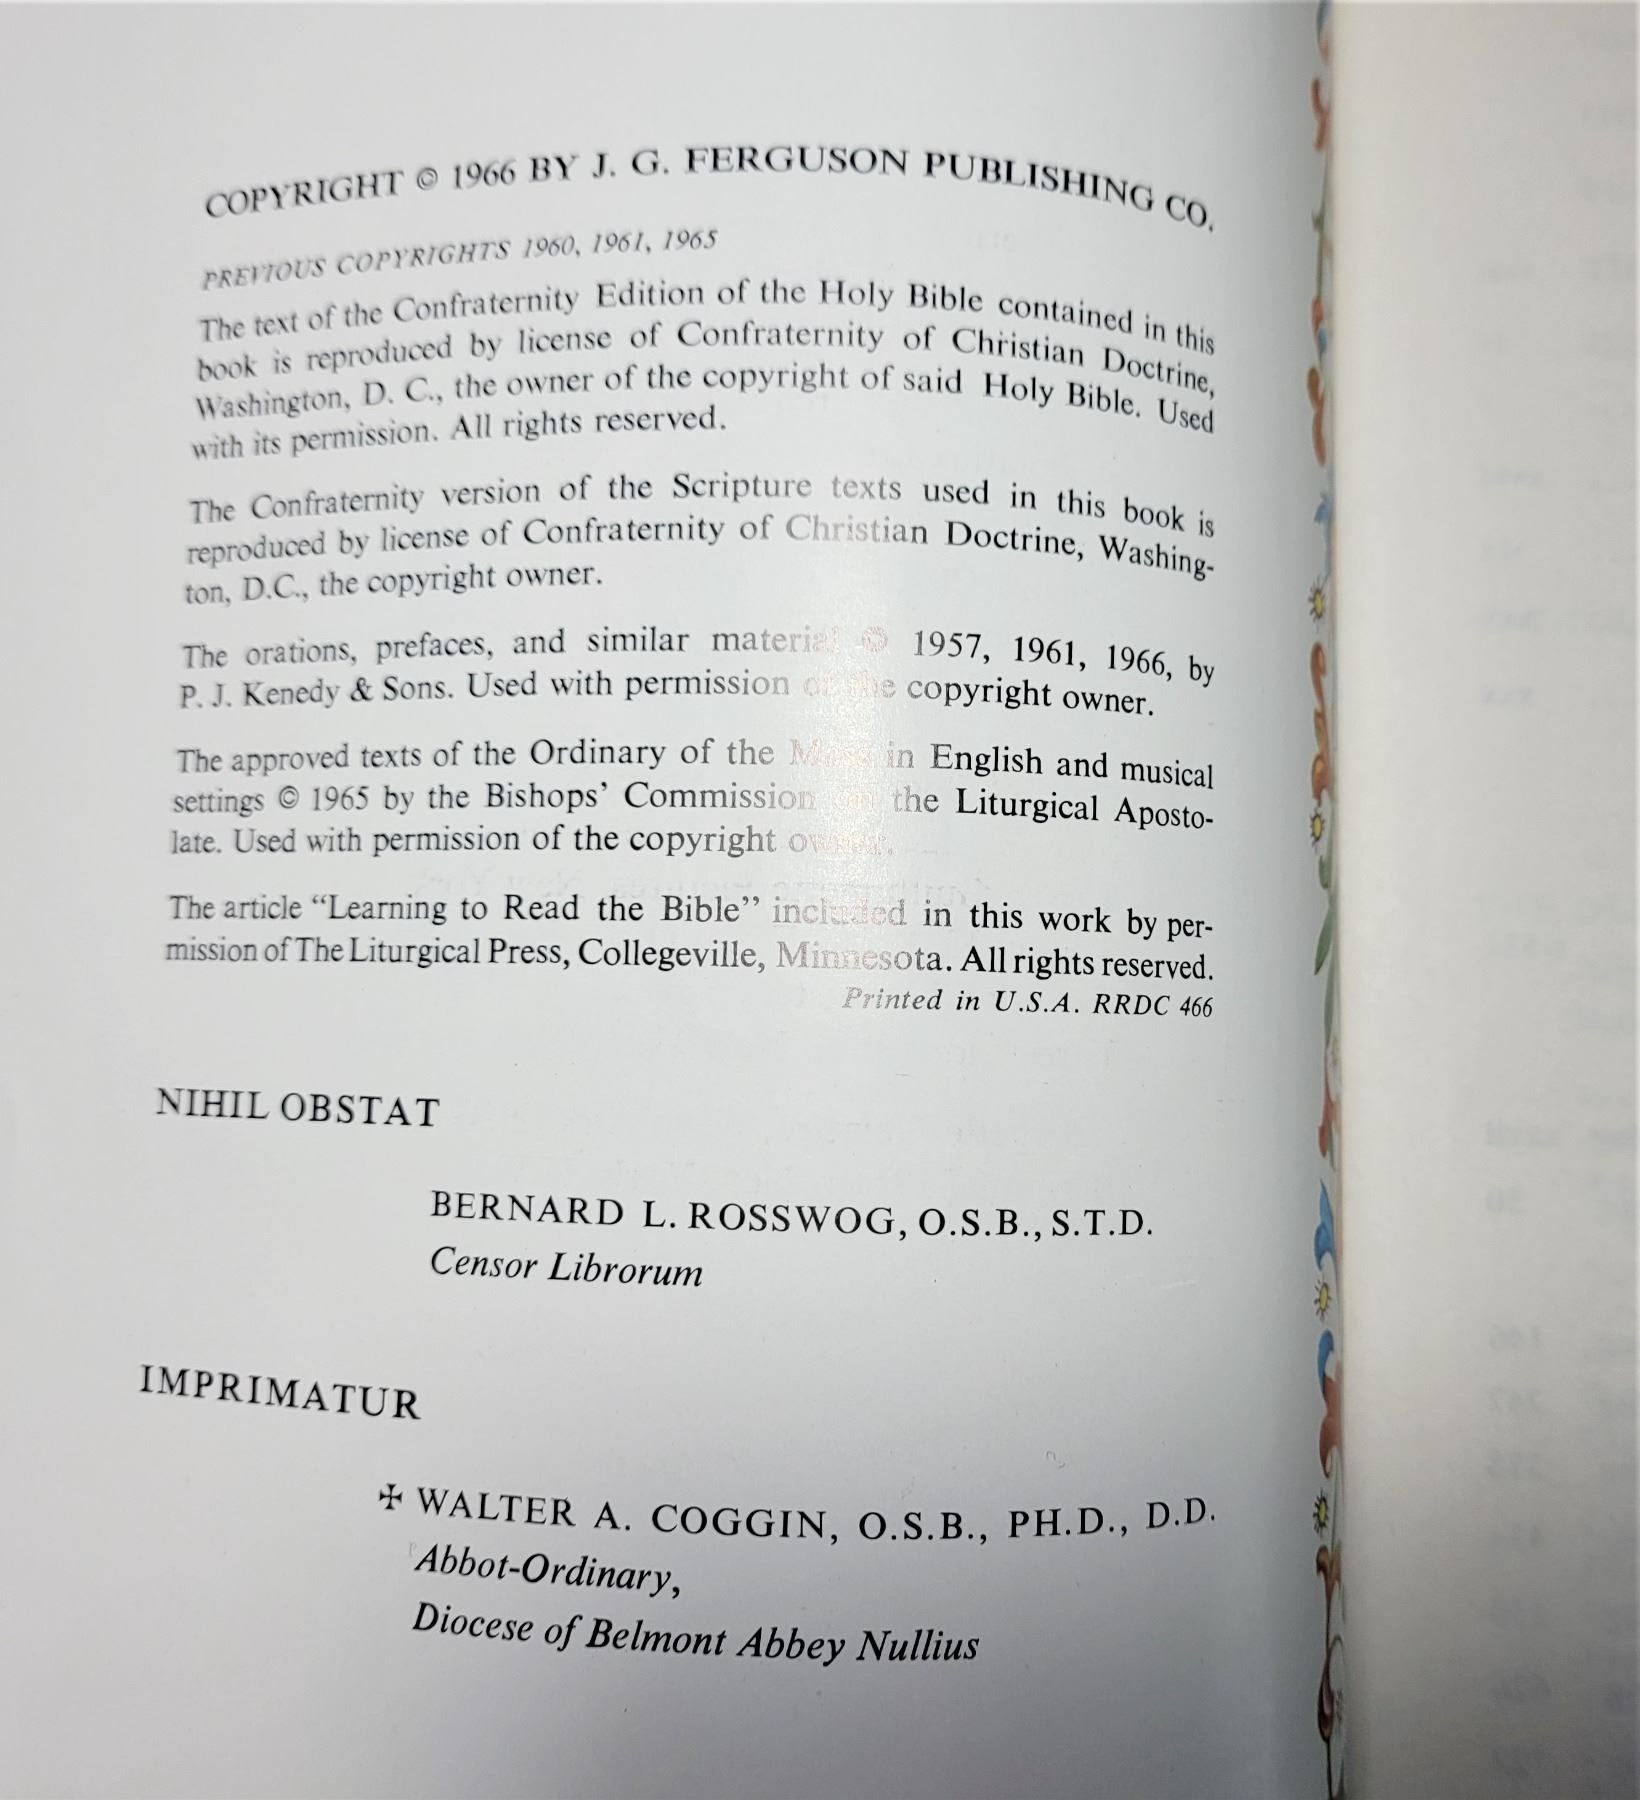 COPYRIGHT © 1966 BY J. G. FERGUSON PUBLISHING CO.
PREVIOUS COPYRIGHTS 1960, 1961, 1965
The text of the Confraternity Edition of the Holy Bible contained in this
book is reproduced by license of Confraternity of Christian Doctrine,
Washington, D. C., the owner of the copyright of said Holy Bible. Used
with its permission. All rights reserved.
The Confraternity version of the Scripture texts used in this book is
reproduced by license of Confraternity of Christian Doctrine, Washing-
ton, D.C., the copyright owner.
The orations, prefaces, and similar material © 1957, 1961, 1966, by
P. J. Kenedy & Sons. Used with permission of the copyright owner.
The approved texts of the Ordinary of the Mass in English and musical
settings © 1965 by the Bishops' Commission on the Liturgical Aposto-
late. Used with permission of the copyright owner.
The article “Learning to Read the Bible” included in this work by per-
mission of The Liturgical Press, Collegeville, Minnesota. All rights reserved.
Printed in U.S.A. RRDC 466
NIHIL OBSTAT
BERNARD L. ROSSWOG, O.S.B., S.T.D.
Censor Librorum
IMPRIMATUR
✠ WALTER A. COGGIN, O.S.B., PH.D., D.D.
Abbot-Ordinary,
Diocese of Belmont Abbey Nullius